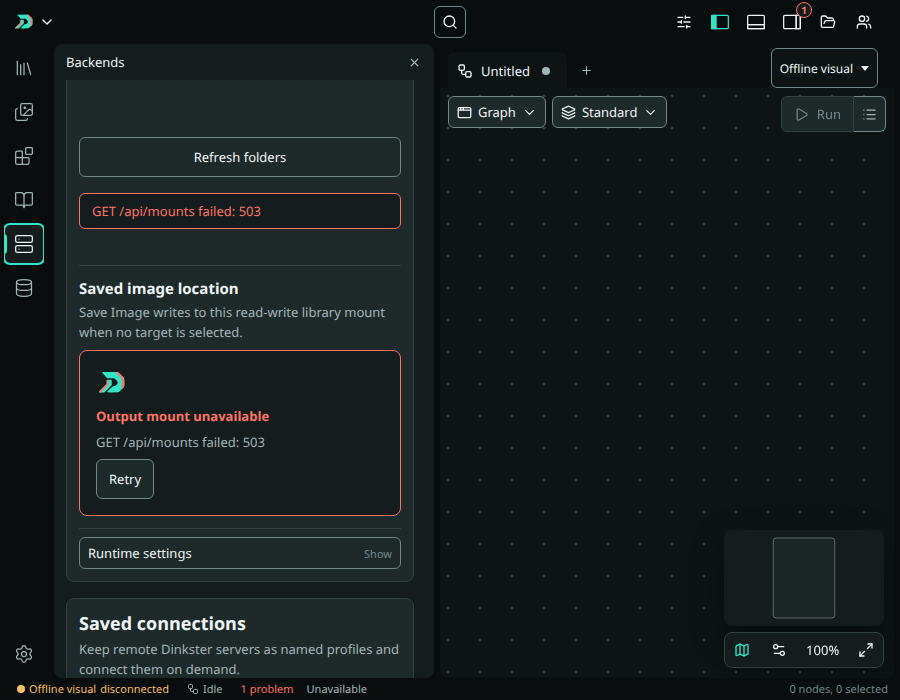 1
Backends
Untitled
Offline visual
Graph
Standard
Run
Refresh folders
GET /api/mounts failed: 503
Saved image location
Save Image writes to this read-write library mount
when no target is selected.
Output mount unavailable
GET /api/mounts failed: 503
Retry
Runtime settings
Show
Saved connections
Keep remote Dinkster servers as named profiles and
connect them on demand.
100%
Offline visual disconnected
Idle
1 problem
Unavailable
0 nodes, 0 selected